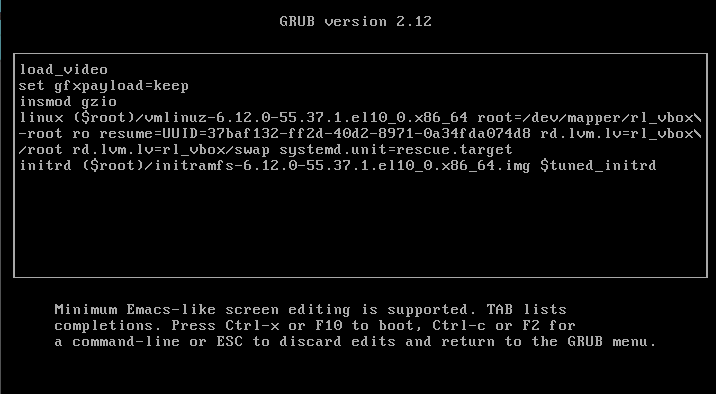 GRUB version 2.12
load_video
set gfxpayload=keep
insmod gzio
linux ($root)/vmlinuz-6.12.0-55.37.1.el10_0.x86_64 root=/dev/mapper/rl_vbox\
-root ro resume=UUID=37baf132-ff2d-40d2-8971-0a34fda074d8 rd.lvm.lv=rl_vbox\
/root rd.lvm.lv=rl_vbox/swap systemd.unit=rescue.target
initrd ($root)/initramfs-6.12.0-55.37.1.el10_0.x86_64.img $tuned_initrd
Minimum Emacs-like screen editing is supported. TAB lists
completions. Press Ctrl-x or F10 to boot, Ctrl-c or F2 for
a command-line or ESC to discard edits and return to the GRUB menu.